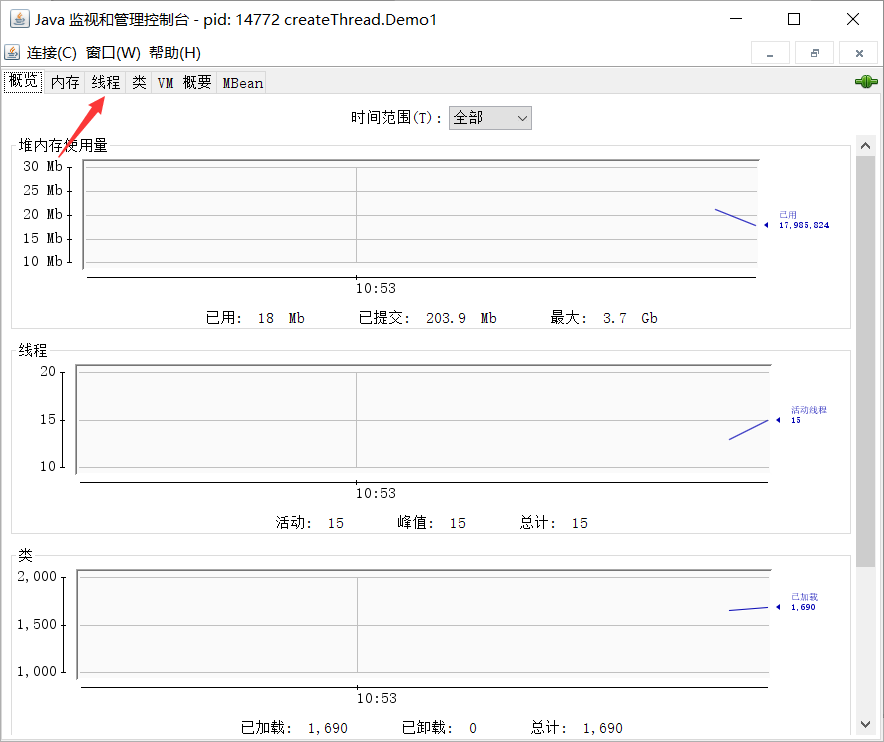 Java 监视和管理控制台 - pid: 14772 createThread.Demo1
连接(C) 窗口(W) 帮助(H)
概览 内存 线程 类 VM 概要 MBean
时间范围(T): 全部
堆内存使用量
30 Mb
25 Mb
20 Mb
15 Mb
10 Mb
已用
17,985,824
10:53
已用: 18 Mb 已提交: 203.9 Mb 最大: 3.7 Gb
线程
20
15
10
活动线程
15
10:53
活动: 15 峰值: 15 总计: 15
类
2,000
1,500
1,000
已加载
1,690
10:53
已加载: 1,690 已卸载: 0 总计: 1,690